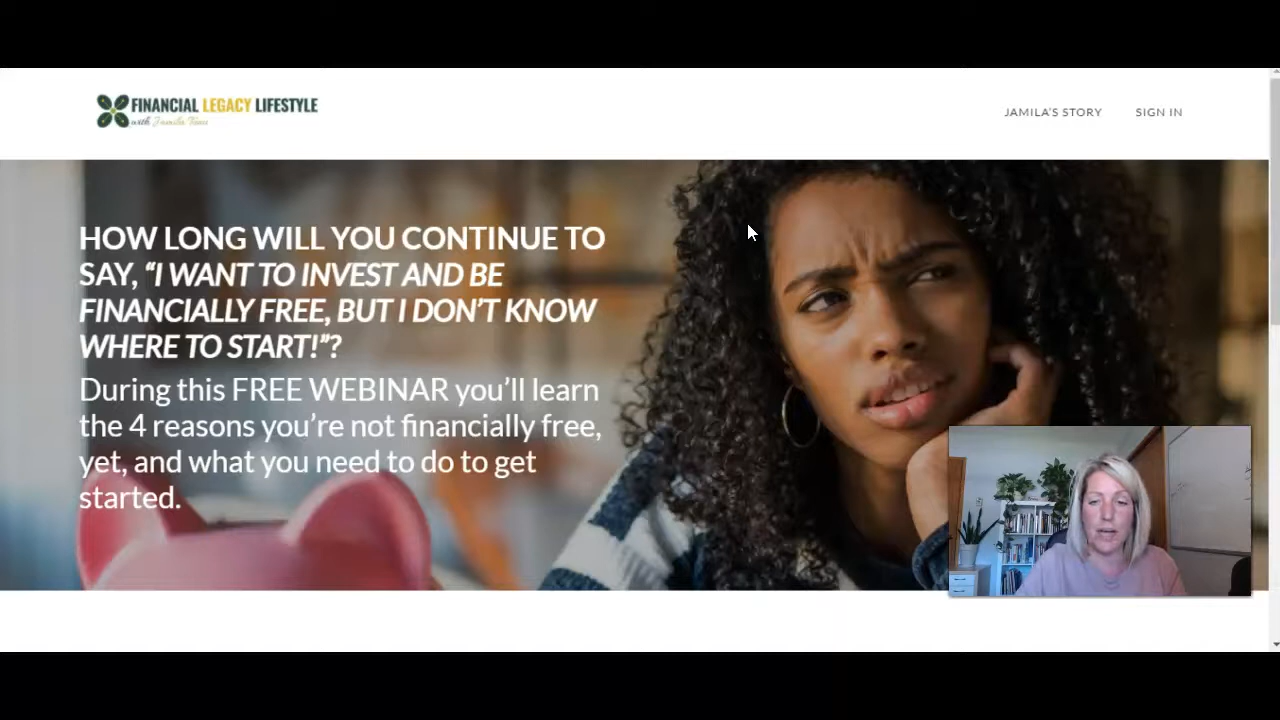 FINANCIAL LEGACY LIFESTYLE
with Jamila
JAMILA'S STORY
SIGN IN
HOW LONG WILL YOU CONTINUE TO
SAY, “I WANT TO INVEST AND BE
FINANCIALLY FREE, BUT I DON’T KNOW
WHERE TO START!”?
During this FREE WEBINAR you’ll learn
the 4 reasons you’re not financially free,
yet, and what you need to do to get
started.